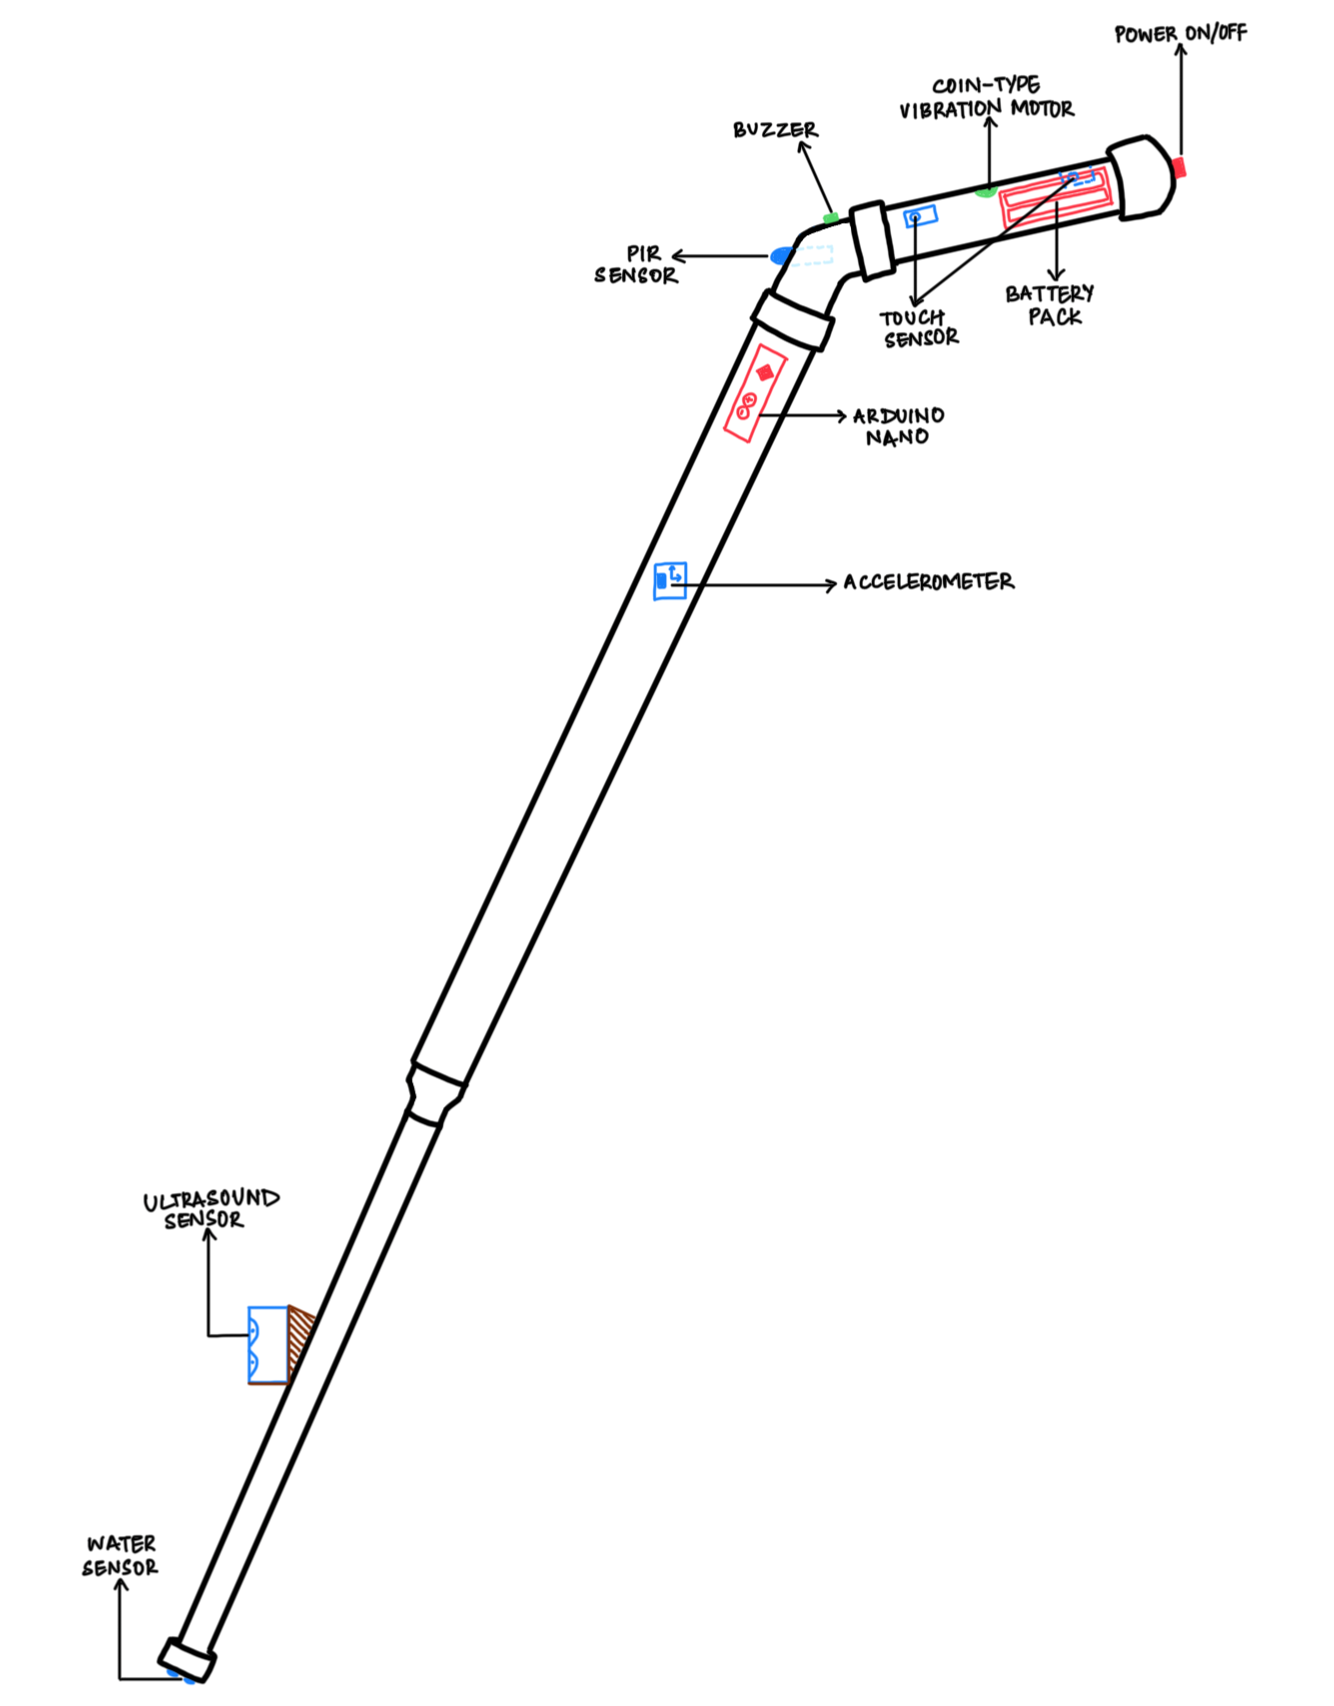 POWER ON/OFF
COIN-TYPE
VIBRATION MOTOR
BUZZER
PIR
SENSOR
TOUCH
SENSOR
BATTERY
PACK
ARDUINO
NANO
ACCELEROMETER
ULTRASOUND
SENSOR
WATER
SENSOR